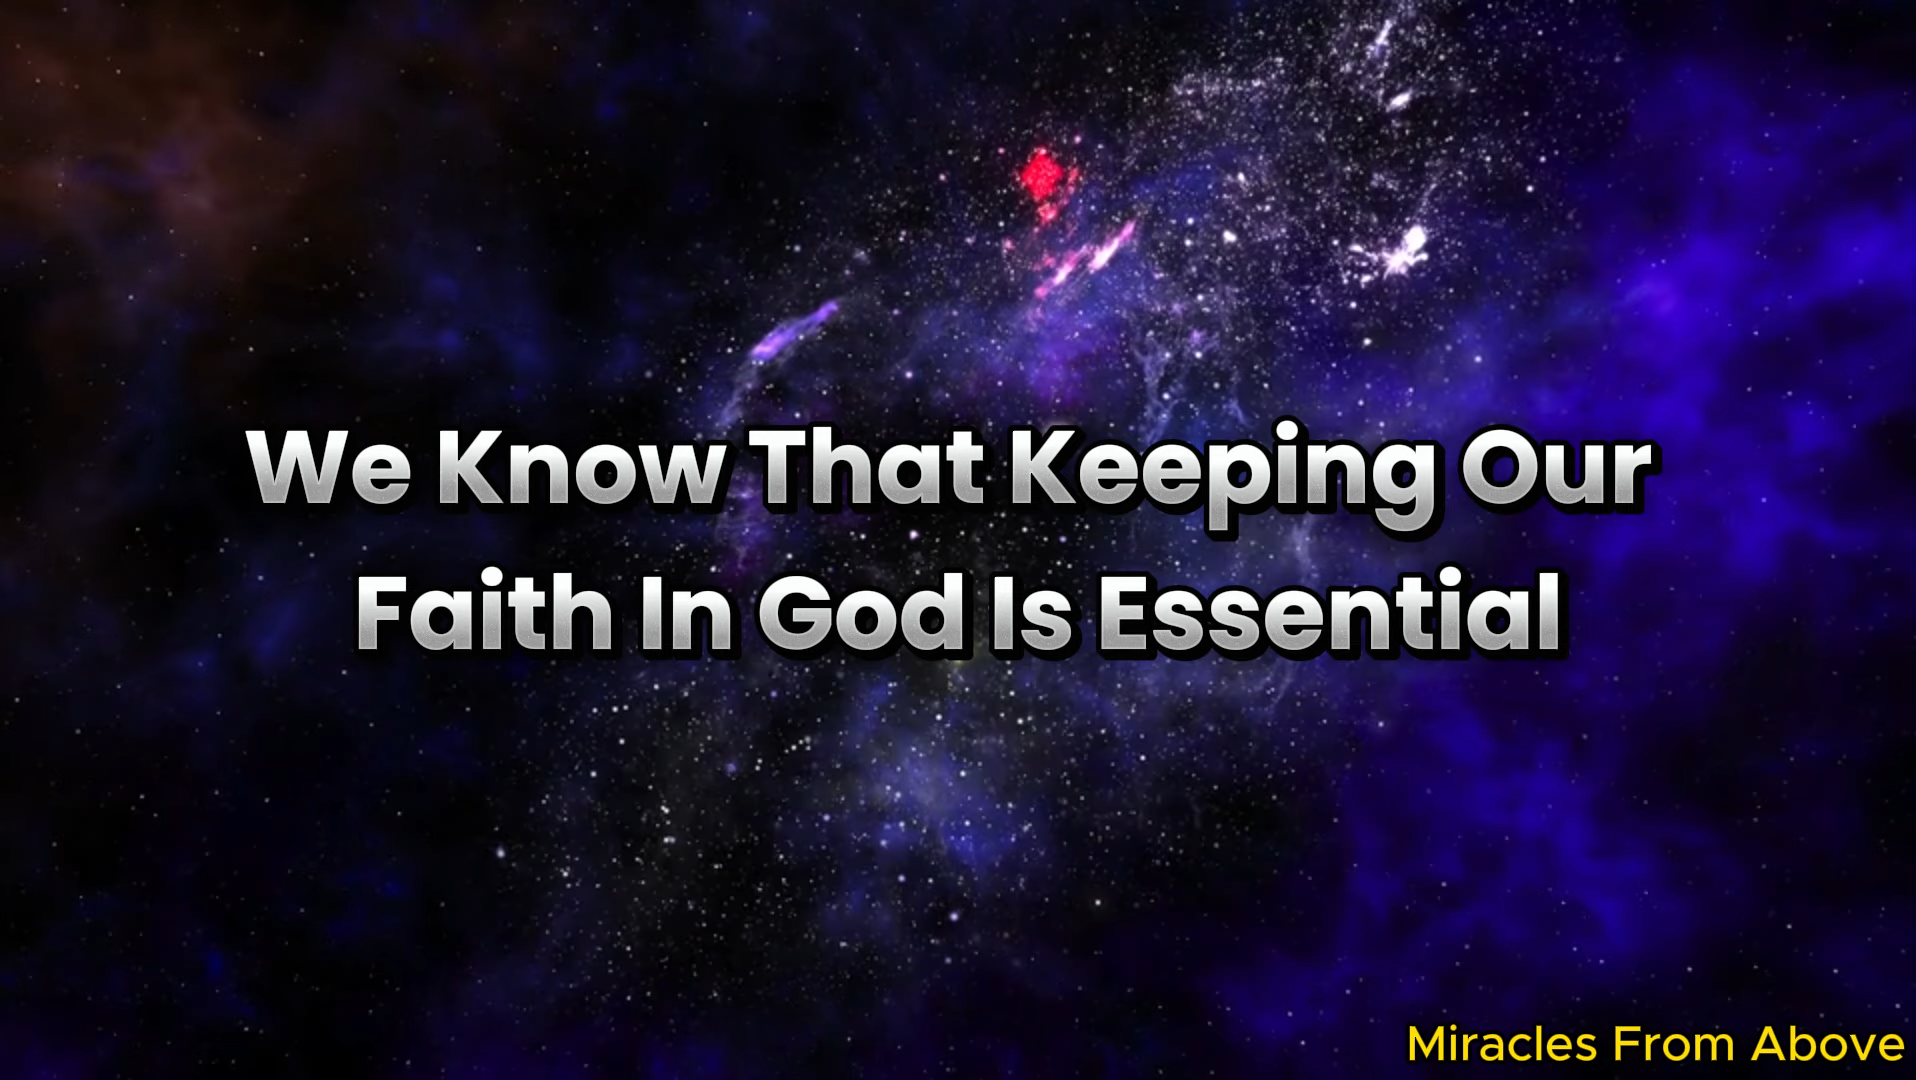 We Know That Keeping Our
Faith In God Is Essential
Miracles From Above